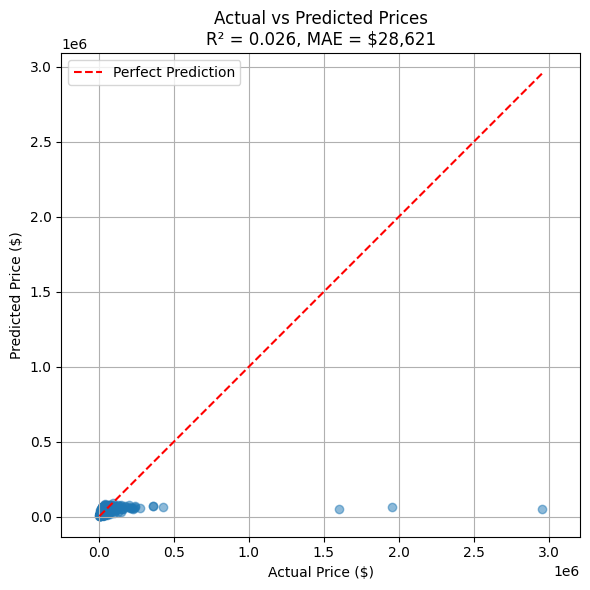 Actual vs Predicted Prices
R² = 0.026, MAE = $28,621
1e6
Perfect Prediction
3.0
2.5
2.0
1.5
1.0
0.5
0.0
Predicted Price ($)
0.0 0.5 1.0 1.5 2.0 2.5 3.0
Actual Price ($)
1e6